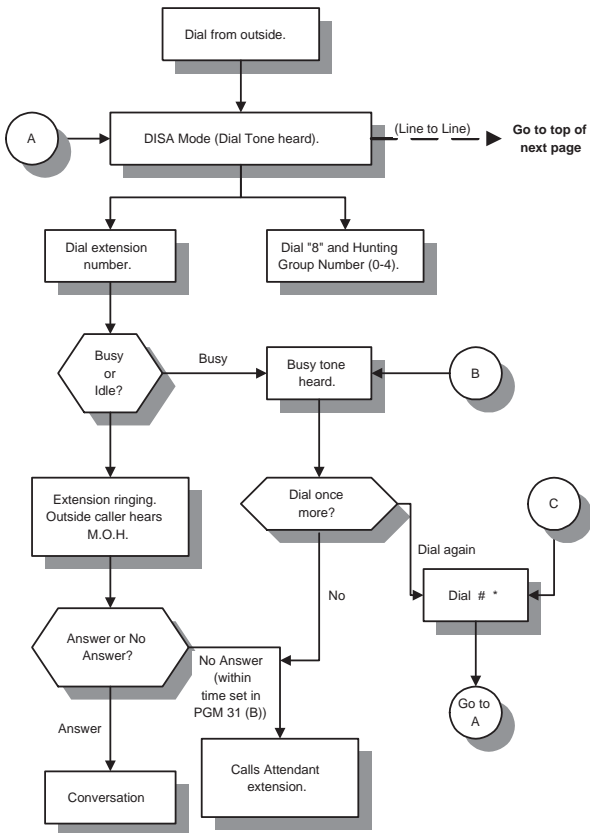 Dial from outside.
A
DISA Mode (Dial Tone heard).
(Line to Line)
Go to top of
next page
Dial extension
number.
Dial "8" and Hunting
Group Number (0-4).
Busy
or
Idle?
Busy
Busy tone
heard.
B
Extension ringing.
Outside caller hears
M.O.H.
Dial once
more?
C
Dial again
Dial # *
No
Answer or No
Answer?
No Answer
(within
time set in
PGM 31 (B))
Go to
A
Answer
Conversation
Calls Attendant
extension.